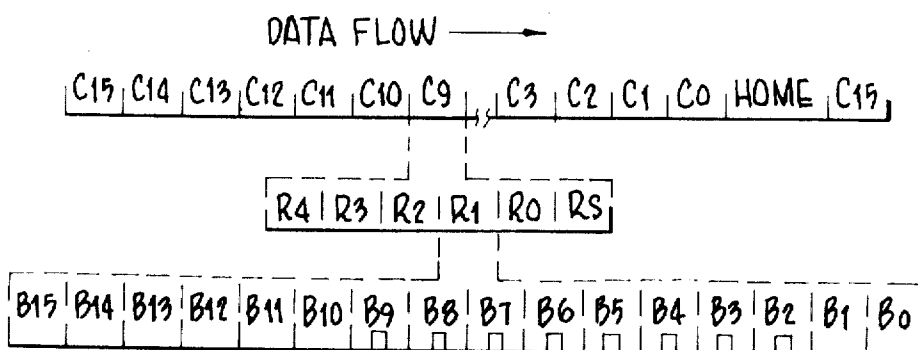 DATA FLOW
C15 C14 C13 C12 C11 C10 C9 C3 C2 C1 C0 HOME C15
R4 R3 R2 R1 R0 RS
B15 B14 B13 B12 B11 B10 B9 B8 B7 B6 B5 B4 B3 B2 B1 B0